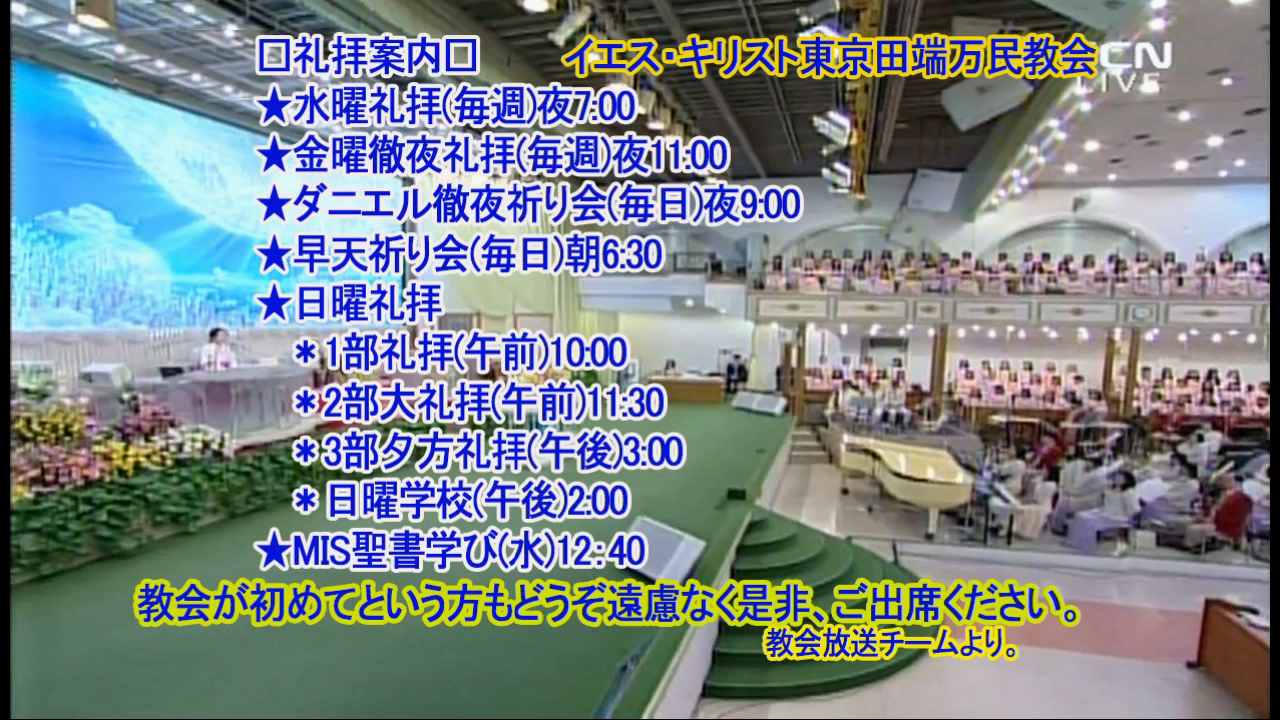 □礼拝案内□ イエス・キリスト東京田端万民教会
CN
LIVE
★水曜礼拝(毎週)夜7:00
★金曜徹夜礼拝(毎週)夜11:00
★ダニエル徹夜祈り会(毎日)夜9:00
★早天祈り会(毎日)朝6:30
★日曜礼拝
*1部礼拝(午前)10:00
*2部大礼拝(午前)11:30
*3部夕方礼拝(午後)3:00
*日曜学校(午後)2:00
★MIS聖書学び(水)12:40
教会が初めてという方もどうぞ遠慮なく是非、ご出席ください。
教会放送チームより。